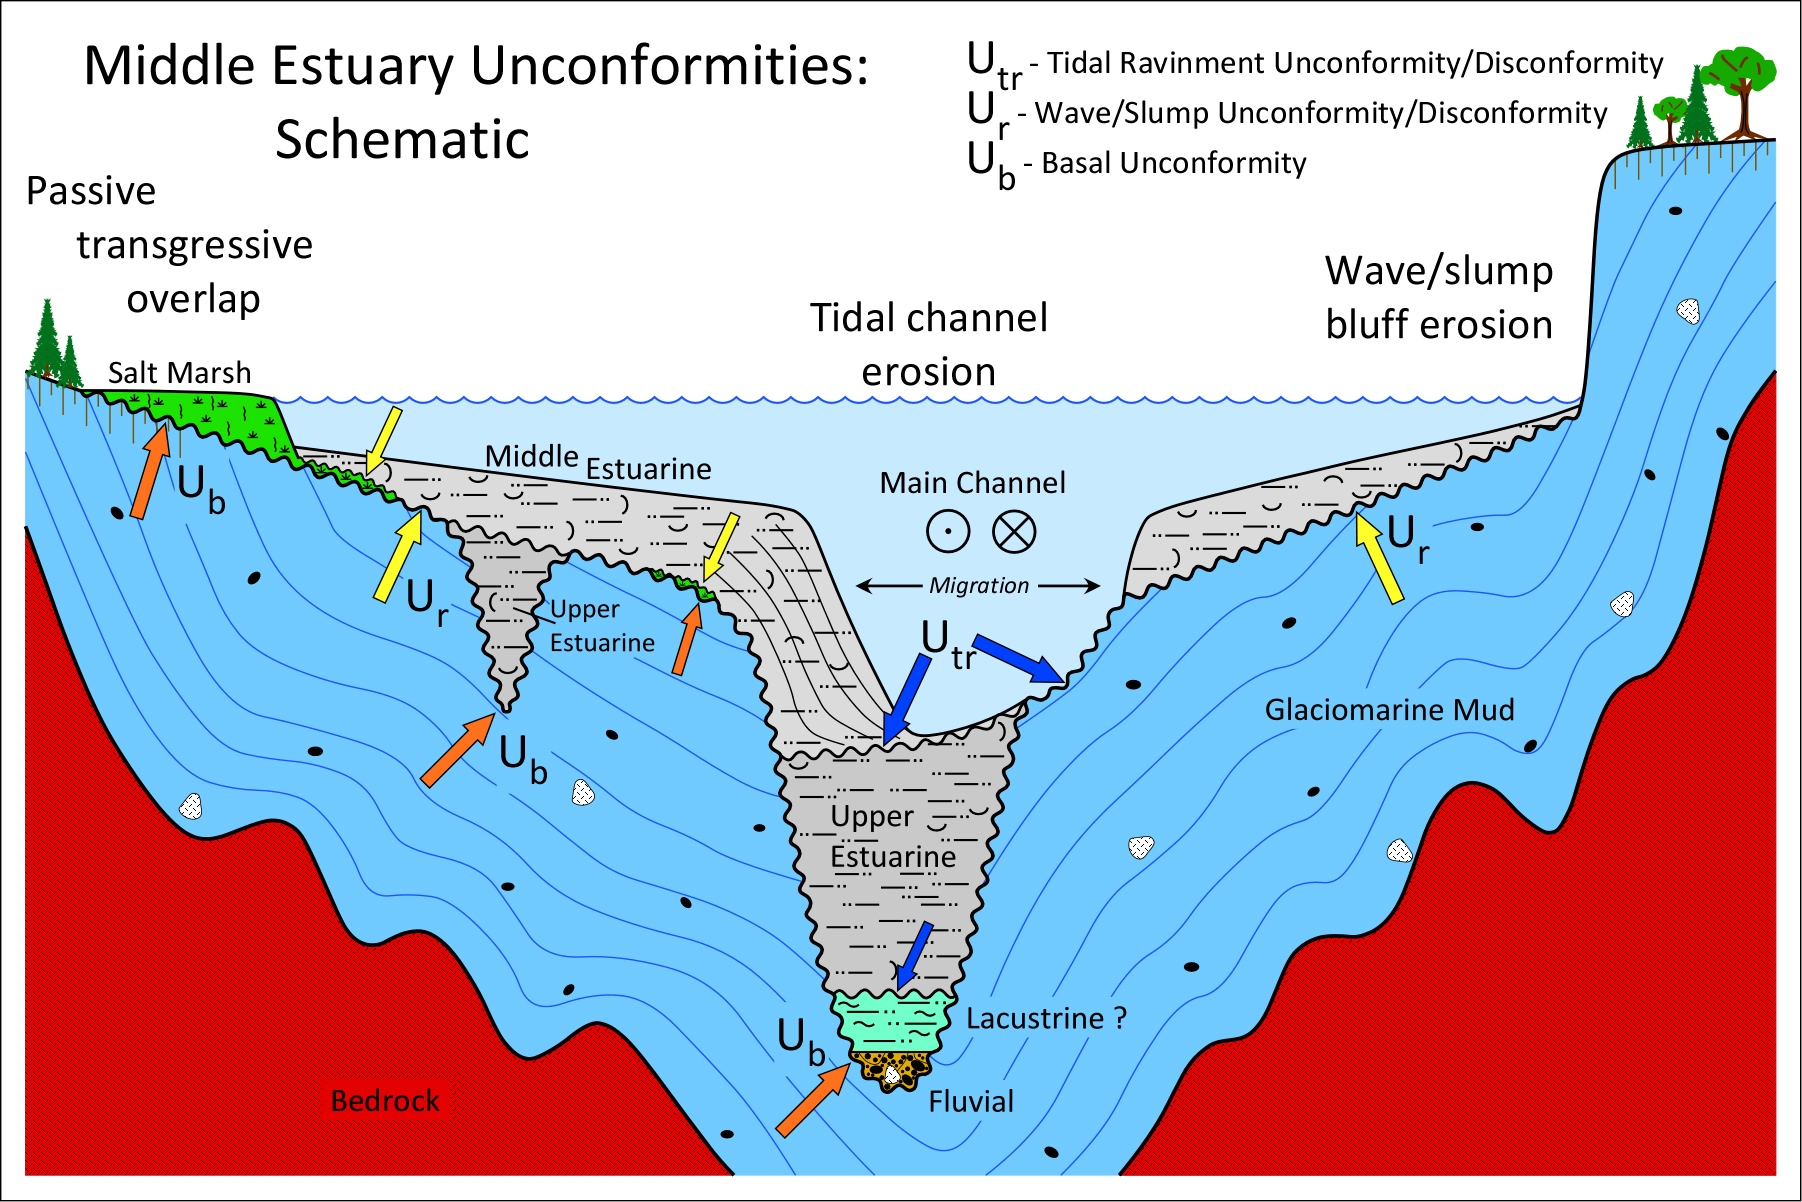 Middle Estuary Unconformities:
Schematic
Utr - Tidal Ravinment Unconformity/Disconformity
Ur - Wave/Slump Unconformity/Disconformity
Ub - Basal Unconformity
Passive
transgressive
overlap
Wave/slump
bluff erosion
Tidal channel
erosion
Salt Marsh
Middle Estuarine
Main Channel
Ub
Ur
Ur
Migration
Upper
Estuarine
Utr
Glaciomarine Mud
Ub
Upper
Estuarine
Lacustrine ?
Ub
Bedrock
Fluvial